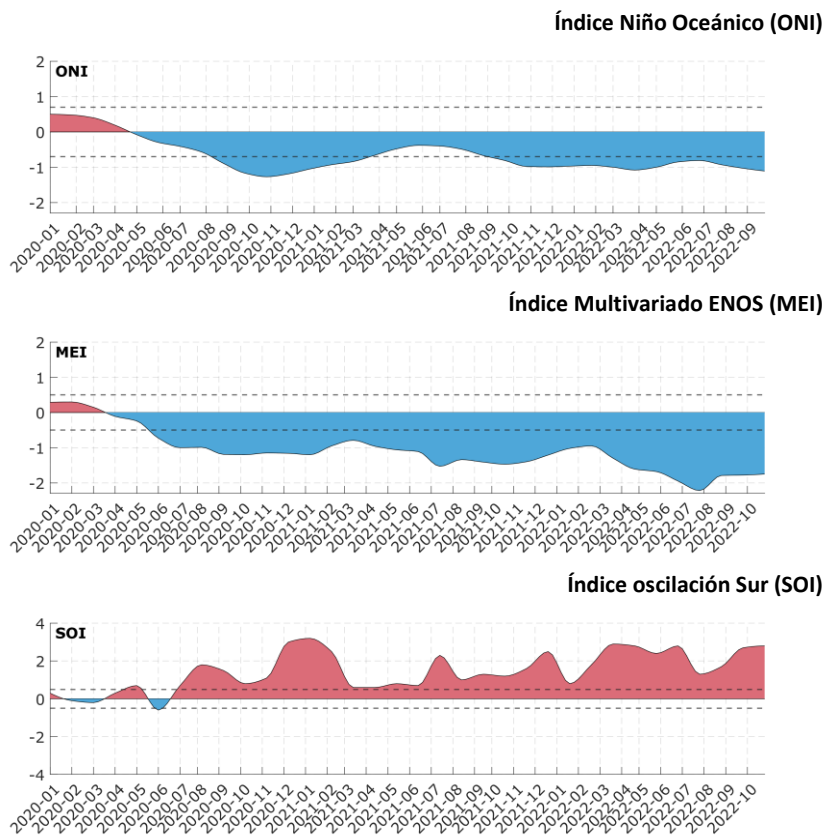 Índice Niño Oceánico (ONI)
ONI
2
1
0
-1
-2
2020-01 2020-02 2020-03 2020-05 2020-06 2020-07 2020-08 2020-09 2020-10 2020-11 2020-12 2021-01 2021-02 2021-03 2021-05 2021-06 2021-07 2021-08 2021-09 2021-10 2021-11 2021-12 2022-01 2022-02 2022-03 2022-04 2022-05 2022-06 2022-07 2022-08 2022-09
Índice Multivariado ENOS (MEI)
MEI
2
1
0
-1
-2
2020-01 2020-02 2020-03 2020-04 2020-05 2020-06 2020-07 2020-08 2020-09 2020-10 2020-11 2020-12 2021-01 2021-02 2021-03 2021-04 2021-05 2021-06 2021-07 2021-08 2021-09 2021-10 2021-11 2021-12 2022-01 2022-02 2022-03 2022-04 2022-05 2022-06 2022-07 2022-08 2022-09 2022-10
Índice oscilación Sur (SOI)
SOI
4
2
0
-2
-4
2020-01 2020-02 2020-03 2020-04 2020-05 2020-06 2020-07 2020-08 2020-09 2020-10 2020-11 2020-12 2021-01 2021-02 2021-03 2021-04 2021-05 2021-06 2021-07 2021-08 2021-09 2021-10 2021-11 2021-12 2022-01 2022-02 2022-03 2022-04 2022-05 2022-06 2022-07 2022-08 2022-09 2022-10